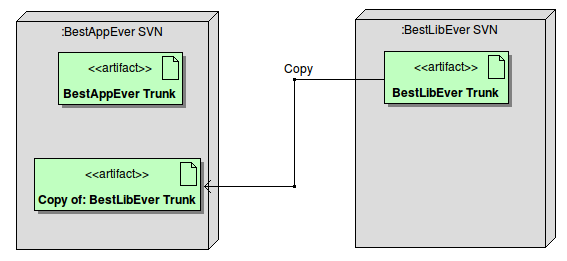 :BestAppEver SVN
<<artifact>>
BestAppEver Trunk
<<artifact>>
Copy of: BestLibEver Trunk
Copy
:BestLibEver SVN
<<artifact>>
BestLibEver Trunk